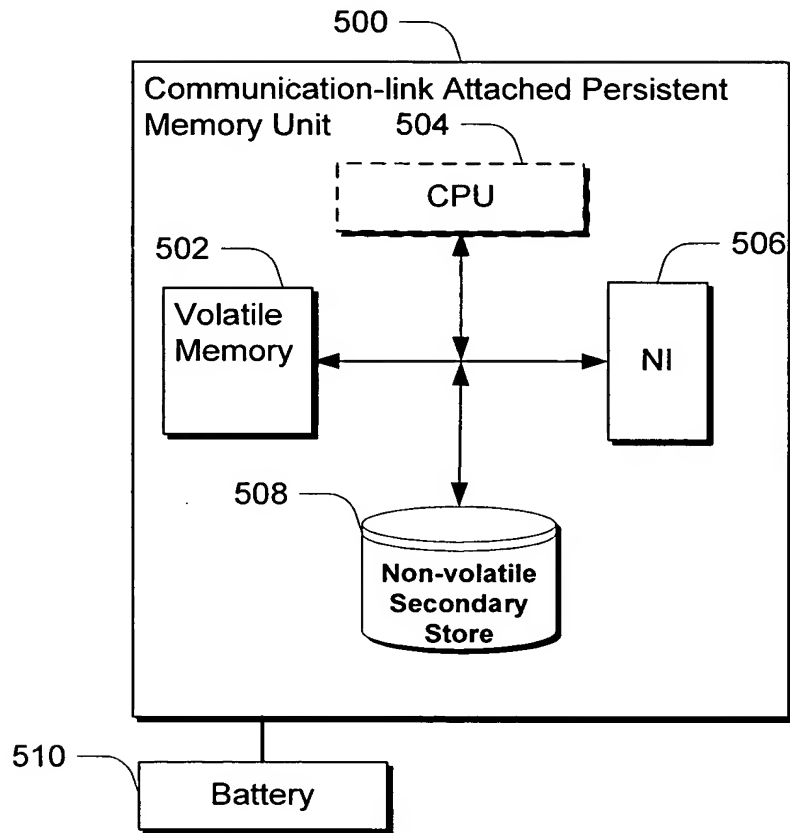 500
Communication-link Attached Persistent
Memory Unit
504
CPU
502
506
Volatile
Memory
NI
508
Non-volatile
Secondary
Store
510
Battery